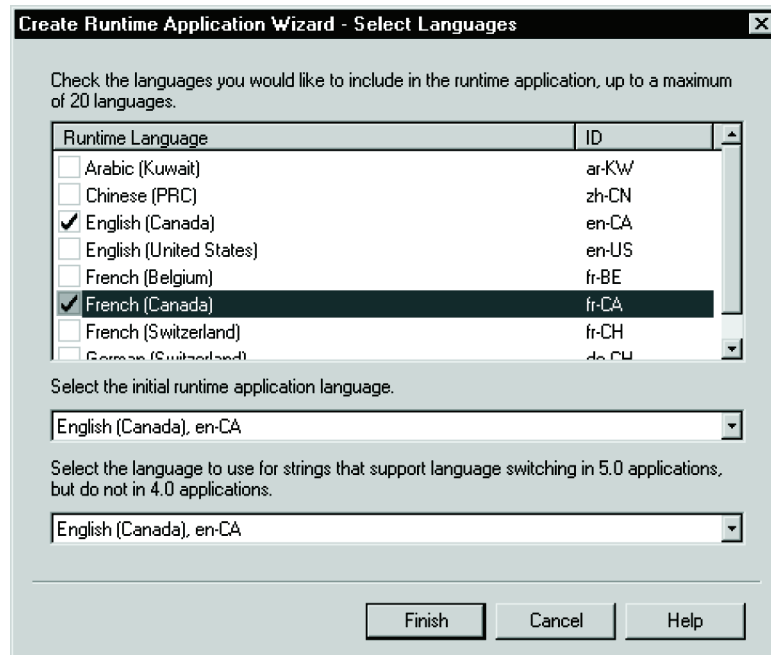 Create Runtime Application Wizard - Select Languages
Check the languages you would like to include in the runtime application, up to a maximum
of 20 languages.
Runtime Language ID
Arabic (Kuwait) ar-KW
Chinese (PRC) zh-CN
English (Canada) en-CA
English (United States) en-US
French (Belgium) fr-BE
French (Canada) fr-CA
French (Switzerland) fr-CH
German (Switzerland) de-CH
Select the initial runtime application language.
English (Canada), en-CA
Select the language to use for strings that support language switching in 5.0 applications,
but do not in 4.0 applications.
English (Canada), en-CA
Finish Cancel Help